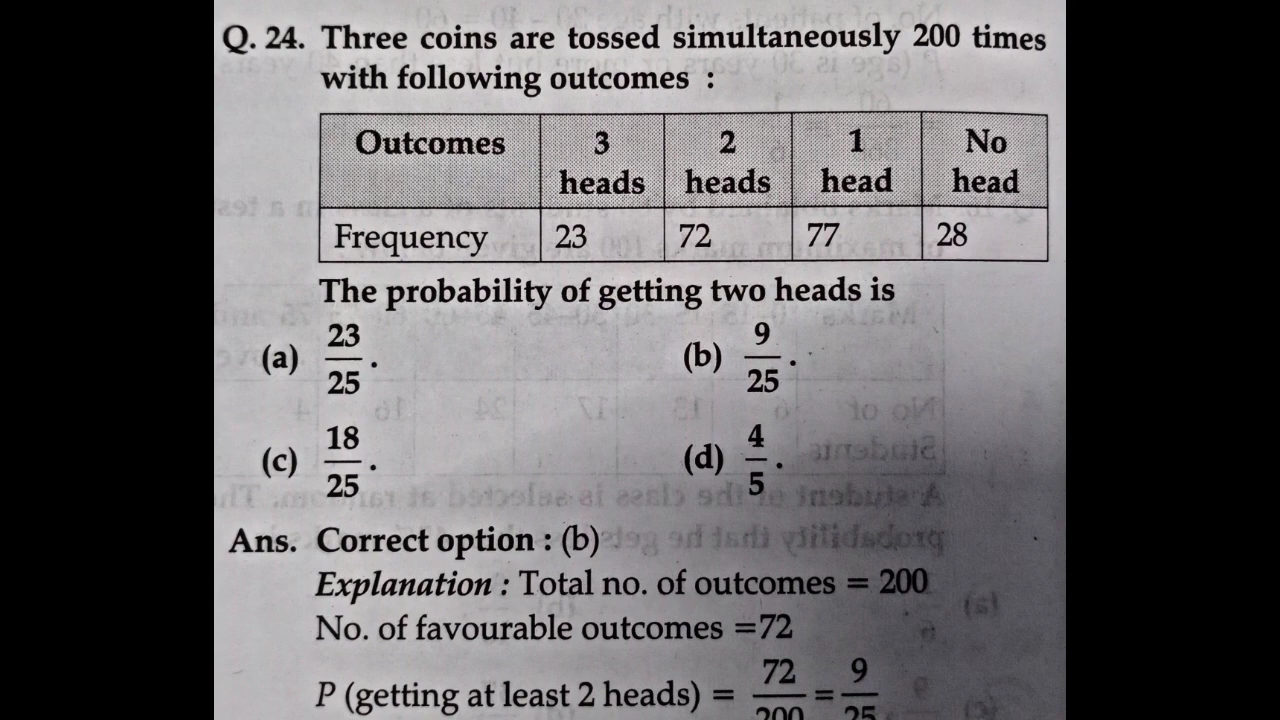 Q. 24. Three coins are tossed simultaneously 200 times
with following outcomes :
Outcomes 3 heads 2 heads 1 head No head
Frequency 23 72 77 28
The probability of getting two heads is
(a) 23/25 . (b) 9/25 .
(c) 18/25 . (d) 4/5 .
Ans. Correct option : (b)
Explanation : Total no. of outcomes = 200
No. of favourable outcomes =72
P (getting at least 2 heads) = 72/200 = 9/25